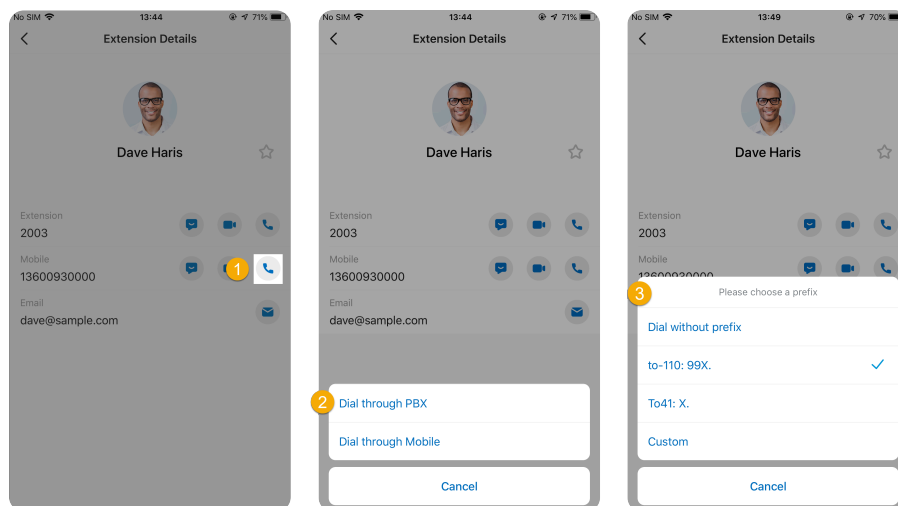 No SIM 13:44 71%
Extension Details
Dave Haris
Extension
2003
Mobile
13600930000
1
Email
dave@sample.com
No SIM 13:44 71%
Extension Details
Dave Haris
Extension
2003
Mobile
13600930000
Email
dave@sample.com
2 Dial through PBX
Dial through Mobile
Cancel
No SIM 13:49 70%
Extension Details
Dave Haris
Extension
2003
Mobile
13600930000
3 Please choose a prefix
Dial without prefix
to-110: 99X.
To41: X.
Custom
Cancel